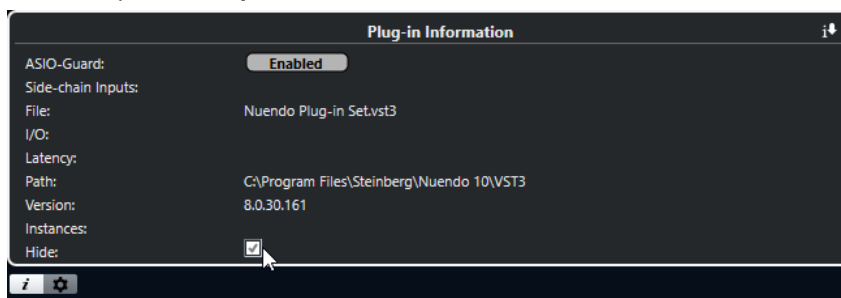 Plug-in Information
ASIO-Guard: Enabled
Side-chain Inputs:
File: Nuendo Plug-in Set.vst3
I/O:
Latency:
Path: C:\Program Files\Steinberg\Nuendo 10\VST3
Version: 8.0.30.161
Instances:
Hide: